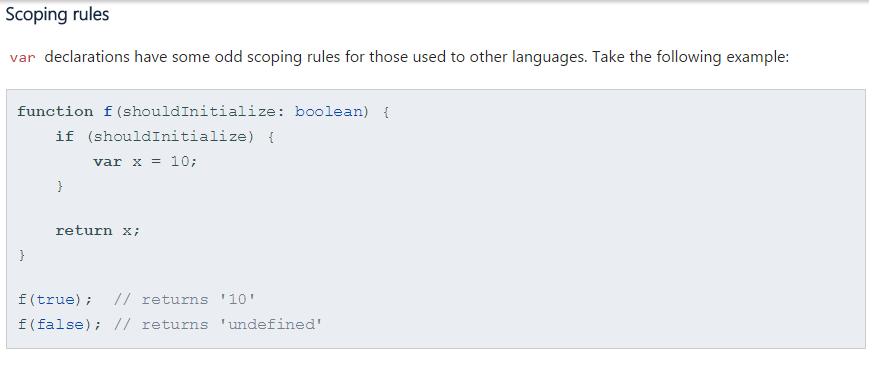 Scoping rules
var declarations have some odd scoping rules for those used to other languages. Take the following example:
function f(shouldInitialize: boolean) {
    if (shouldInitialize) {
        var x = 10;
    }

    return x;
}

f(true);  // returns '10'
f(false); // returns 'undefined'